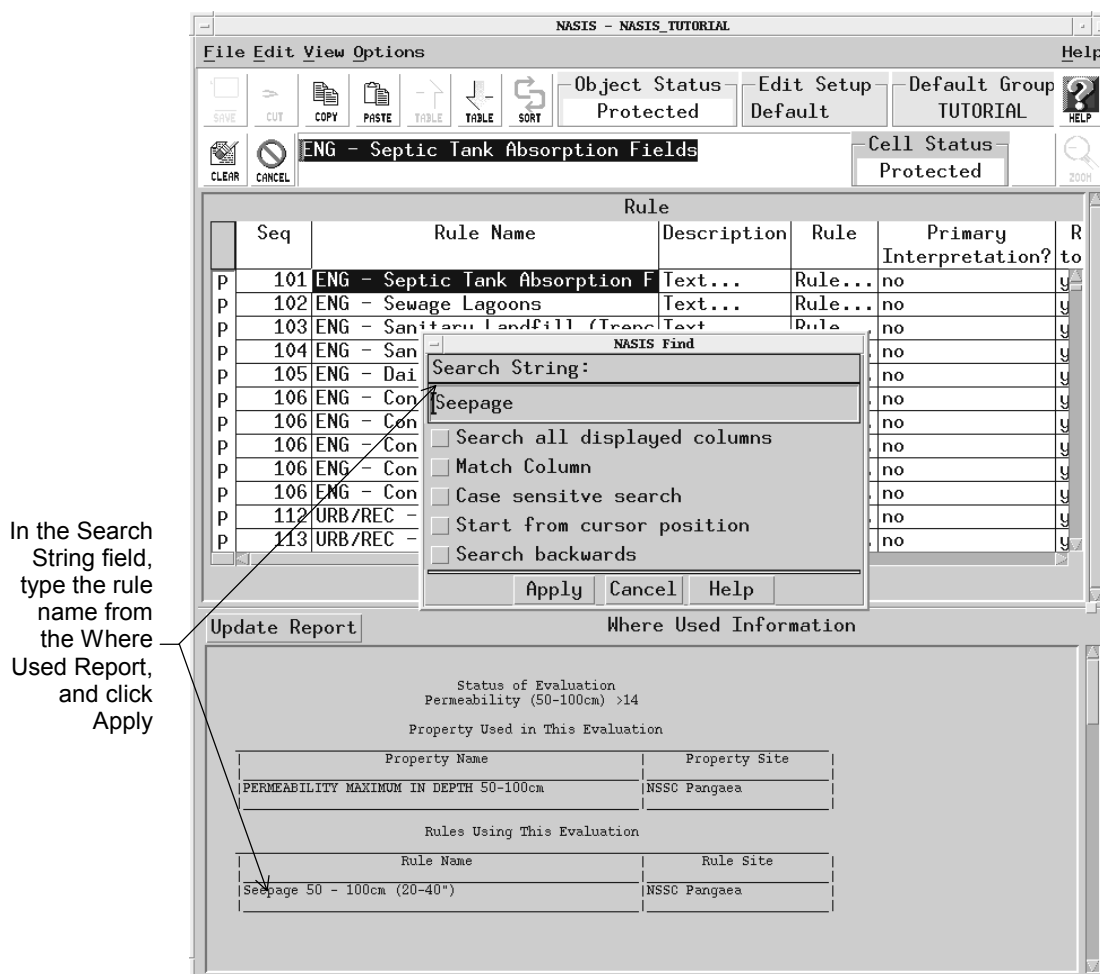 NASIS - NASIS_TUTORIAL
File Edit View Options Help
SAVE CUT COPY PASTE TABLE TABLE SORT Object Status Protected Edit Setup Default Default Group TUTORIAL HELP
CLEAR CANCEL ENG - Septic Tank Absorption Fields Cell Status Protected ZOOM
Rule
Seq Rule Name Description Rule Primary Interpretation? R to
P 101 ENG - Septic Tank Absorption F Text... Rule... no y
P 102 ENG - Sewage Lagoons Text... Rule... no y
P 103 ENG - Sanitary Landfill (Trenc Text Rule no y
P 104 ENG - San no y
P 105 ENG - Dai no y
P 106 ENG - Con no y
P 106 ENG - Con no y
P 106 ENG - Con no y
P 106 ENG - Con no y
P 106 ENG - Con no y
P 112 URB/REC - no y
P 113 URB/REC - no y
NASIS Find
Search String:
Seepage
Search all displayed columns
Match Column
Case sensitve search
Start from cursor position
Search backwards
Apply Cancel Help
In the Search
String field,
type the rule
name from
the Where
Used Report,
and click
Apply
Update Report Where Used Information
Status of Evaluation
Permeability (50-100cm) >14
Property Used in This Evaluation
Property Name Property Site
PERMEABILITY MAXIMUM IN DEPTH 50-100cm NSSC Pangaea
Rules Using This Evaluation
Rule Name Rule Site
Seepage 50 - 100cm (20-40") NSSC Pangaea